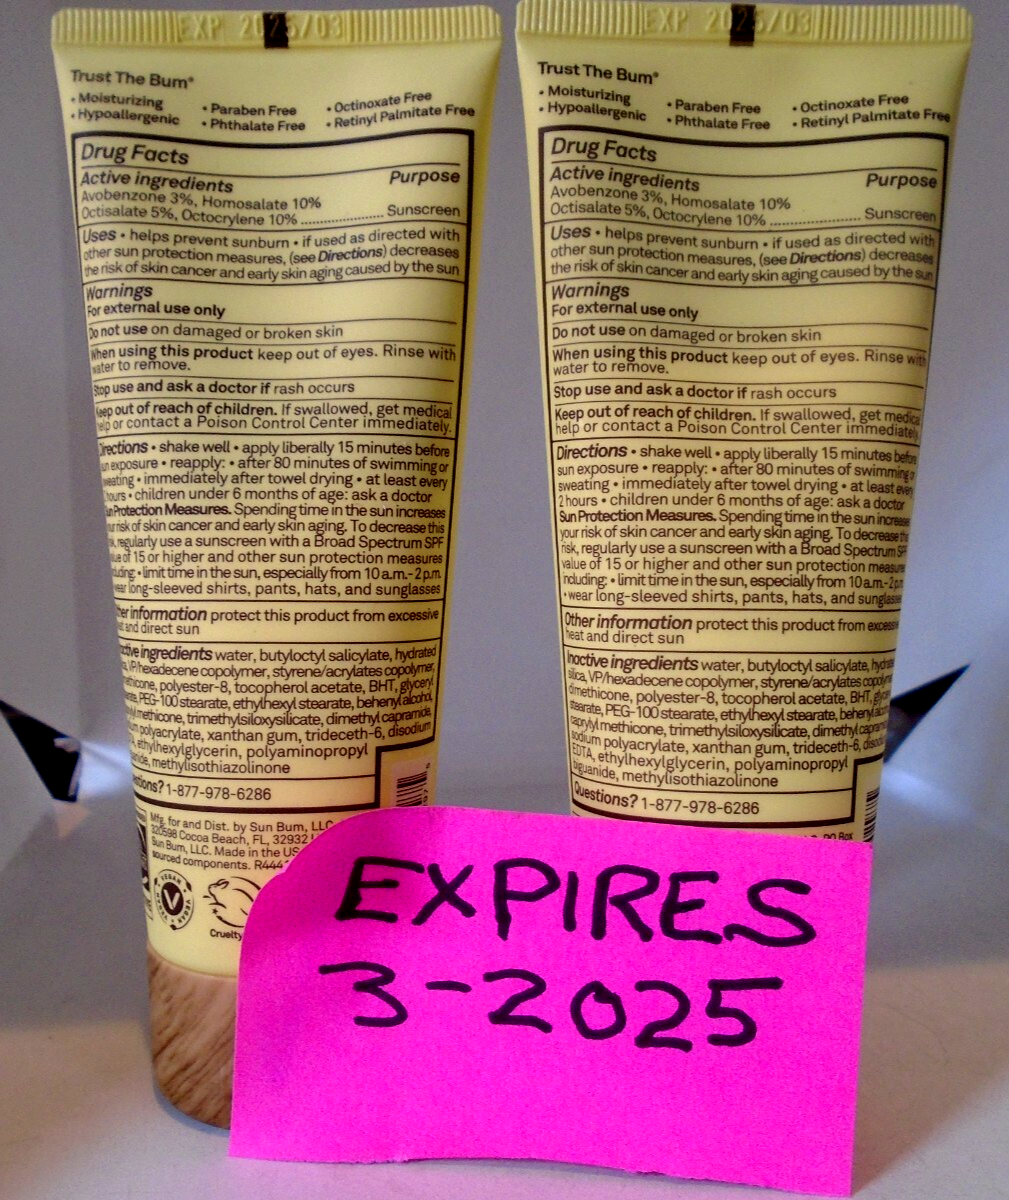 EXP 2025/03
Trust The Bum®
• Moisturizing • Paraben Free • Octinoxate Free
• Hypoallergenic • Phthalate Free • Retinyl Palmitate Free
Drug Facts
Active ingredients Purpose
Avobenzone 3%, Homosalate 10%
Octisalate 5%, Octocrylene 10% .................. Sunscreen
Uses • helps prevent sunburn • if used as directed with
other sun protection measures, (see Directions) decreases
the risk of skin cancer and early skin aging caused by the sun
Warnings
For external use only
Do not use on damaged or broken skin
When using this product keep out of eyes. Rinse with
water to remove.
Stop use and ask a doctor if rash occurs
Keep out of reach of children. If swallowed, get medical
help or contact a Poison Control Center immediately.
Directions • shake well • apply liberally 15 minutes before
sun exposure • reapply: • after 80 minutes of swimming or
sweating • immediately after towel drying • at least every
hours • children under 6 months of age: ask a doctor
Sun Protection Measures. Spending time in the sun increases
your risk of skin cancer and early skin aging. To decrease this
risk, regularly use a sunscreen with a Broad Spectrum SPF
value of 15 or higher and other sun protection measures
including: • limit time in the sun, especially from 10 a.m.-2 p.m.
wear long-sleeved shirts, pants, hats, and sunglasses
Other information protect this product from excessive
heat and direct sun
Inactive ingredients water, butyloctyl salicylate, hydrated
silica, VP/hexadecene copolymer, styrene/acrylates copolymer,
dimethicone, polyester-8, tocopherol acetate, BHT, glyceryl
stearate, PEG-100 stearate, ethylhexyl stearate, behenyl alcohol,
caprylyl methicone, trimethylsiloxysilicate, dimethyl capramide,
sodium polyacrylate, xanthan gum, trideceth-6, disodium
EDTA, ethylhexylglycerin, polyaminopropyl
biguanide, methylisothiazolinone
Questions? 1-877-978-6286
Mfg. for and Dist. by Sun Bum, LLC
320598 Cocoa Beach, FL, 32932
Sun Bum, LLC. Made in the US
sourced components.
VEGAN
Cruelty
EXP 2025/03
Trust The Bum®
• Moisturizing • Paraben Free • Octinoxate Free
• Hypoallergenic • Phthalate Free • Retinyl Palmitate Free
Drug Facts
Active ingredients Purpose
Avobenzone 3%, Homosalate 10%
Octisalate 5%, Octocrylene 10% .................. Sunscreen
Uses • helps prevent sunburn • if used as directed with
other sun protection measures, (see Directions) decreases
the risk of skin cancer and early skin aging caused by the sun
Warnings
For external use only
Do not use on damaged or broken skin
When using this product keep out of eyes. Rinse with
water to remove.
Stop use and ask a doctor if rash occurs
Keep out of reach of children. If swallowed, get medical
help or contact a Poison Control Center immediately.
Directions • shake well • apply liberally 15 minutes before
sun exposure • reapply: • after 80 minutes of swimming or
sweating • immediately after towel drying • at least every
2 hours • children under 6 months of age: ask a doctor
Sun Protection Measures. Spending time in the sun increases
your risk of skin cancer and early skin aging. To decrease this
risk, regularly use a sunscreen with a Broad Spectrum SPF
value of 15 or higher and other sun protection measures
including: • limit time in the sun, especially from 10 a.m.-2 p.m.
• wear long-sleeved shirts, pants, hats, and sunglasses
Other information protect this product from excessive
heat and direct sun
Inactive ingredients water, butyloctyl salicylate, hydrated
silica, VP/hexadecene copolymer, styrene/acrylates copolymer,
dimethicone, polyester-8, tocopherol acetate, BHT, glyceryl
stearate, PEG-100 stearate, ethylhexyl stearate, behenyl alcohol,
caprylyl methicone, trimethylsiloxysilicate, dimethyl capramide,
sodium polyacrylate, xanthan gum, trideceth-6, disodium
EDTA, ethylhexylglycerin, polyaminopropyl
biguanide, methylisothiazolinone
Questions? 1-877-978-6286
PO Box
EXPIRES
3-2025